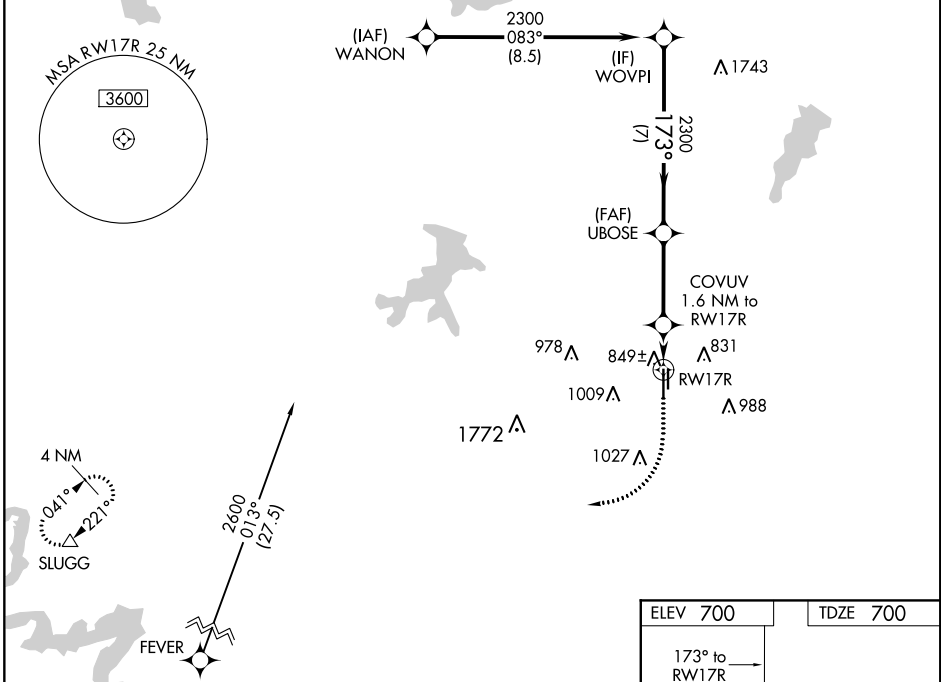 MSA RW17R 25 NM
3600
(IAF)
WANON
2300
083°
(8.5)
(IF)
WOVPI
1743
2300
173°
(7)
(FAF)
UBOSE
COVUV
1.6 NM to
RW17R
978
849±
831
RW17R
1009
988
1772
1027
4 NM
041°
221°
SLUGG
2600
013°
(27.5)
FEVER
ELEV 700
TDZE 700
173° to
RW17R